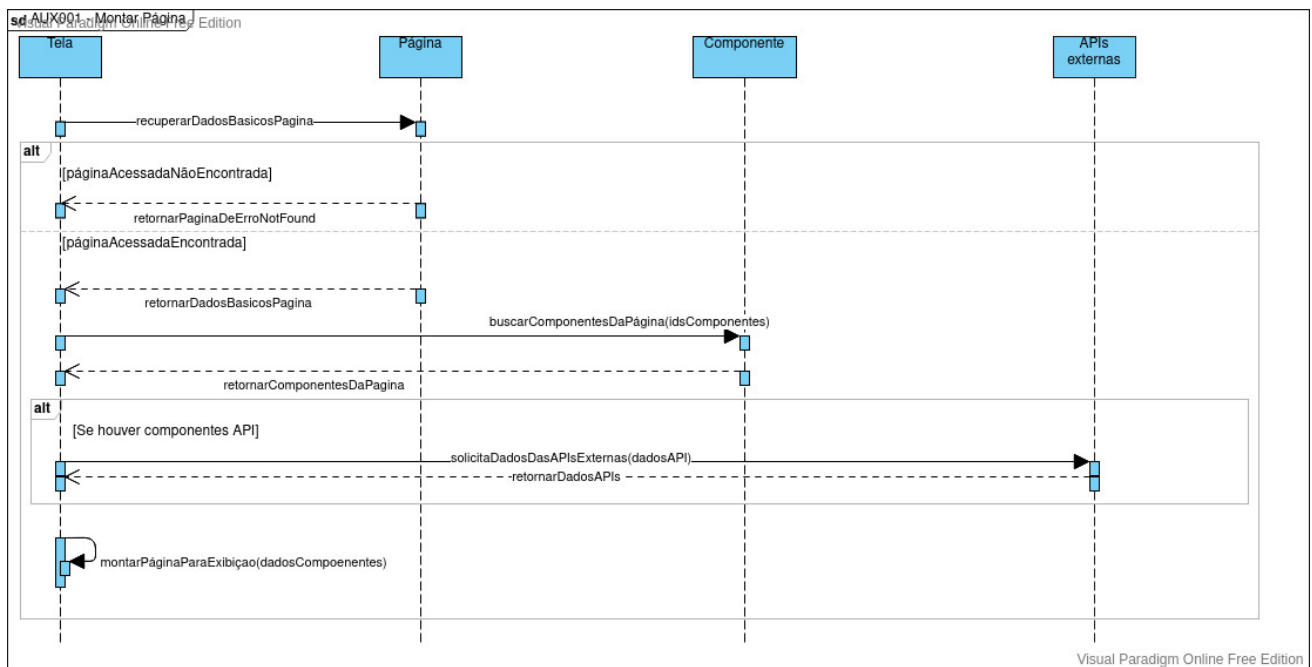 sd AUX001 - Montar Página
Visual Paradigm Online Free Edition
Tela
Página
Componente
APIs
externas
recuperarDadosBasicosPagina
alt
[páginaAcessadaNãoEncontrada]
retornarPaginaDeErroNotFound
[páginaAcessadaEncontrada]
retornarDadosBasicosPagina
buscarComponentesDaPágina(idsComponentes)
retornarComponentesDaPagina
alt
[Se houver componentes API]
solicitaDadosDasAPIsExternas(dadosAPI)
retornarDadosAPIs
montarPáginaParaExibiçao(dadosCompoenentes)
Visual Paradigm Online Free Edition